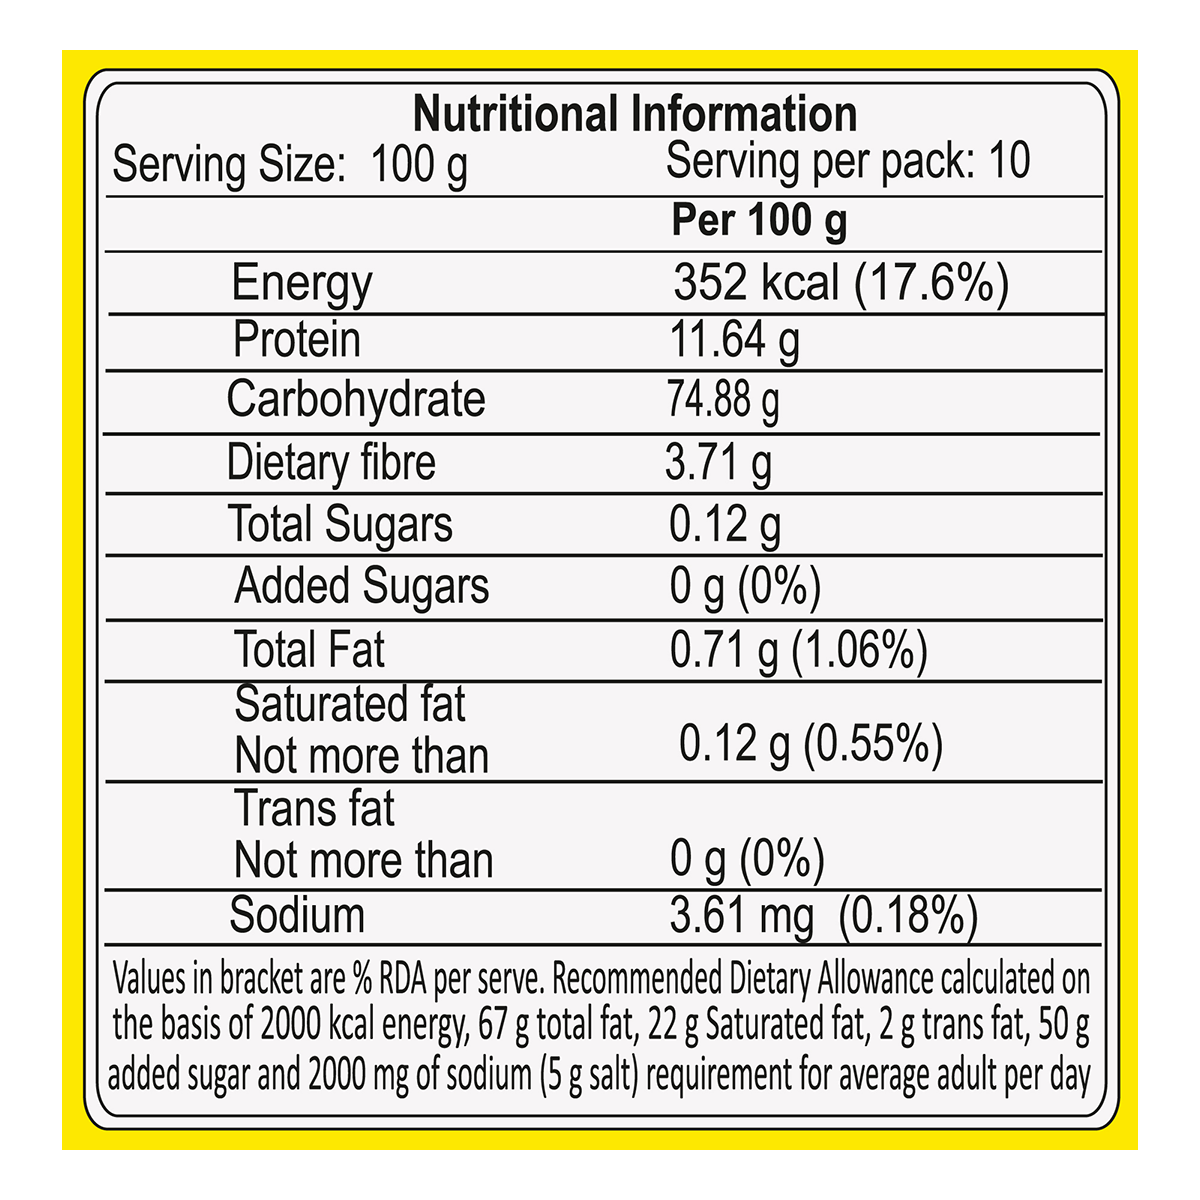 Nutritional Information
Serving Size: 100 g Serving per pack: 10
Per 100 g
Energy 352 kcal (17.6%)
Protein 11.64 g
Carbohydrate 74.88 g
Dietary fibre 3.71 g
Total Sugars 0.12 g
Added Sugars 0 g (0%)
Total Fat 0.71 g (1.06%)
Saturated fat
Not more than 0.12 g (0.55%)
Trans fat
Not more than 0 g (0%)
Sodium 3.61 mg (0.18%)
Values in bracket are % RDA per serve. Recommended Dietary Allowance calculated on
the basis of 2000 kcal energy, 67 g total fat, 22 g Saturated fat, 2 g trans fat, 50 g
added sugar and 2000 mg of sodium (5 g salt) requirement for average adult per day